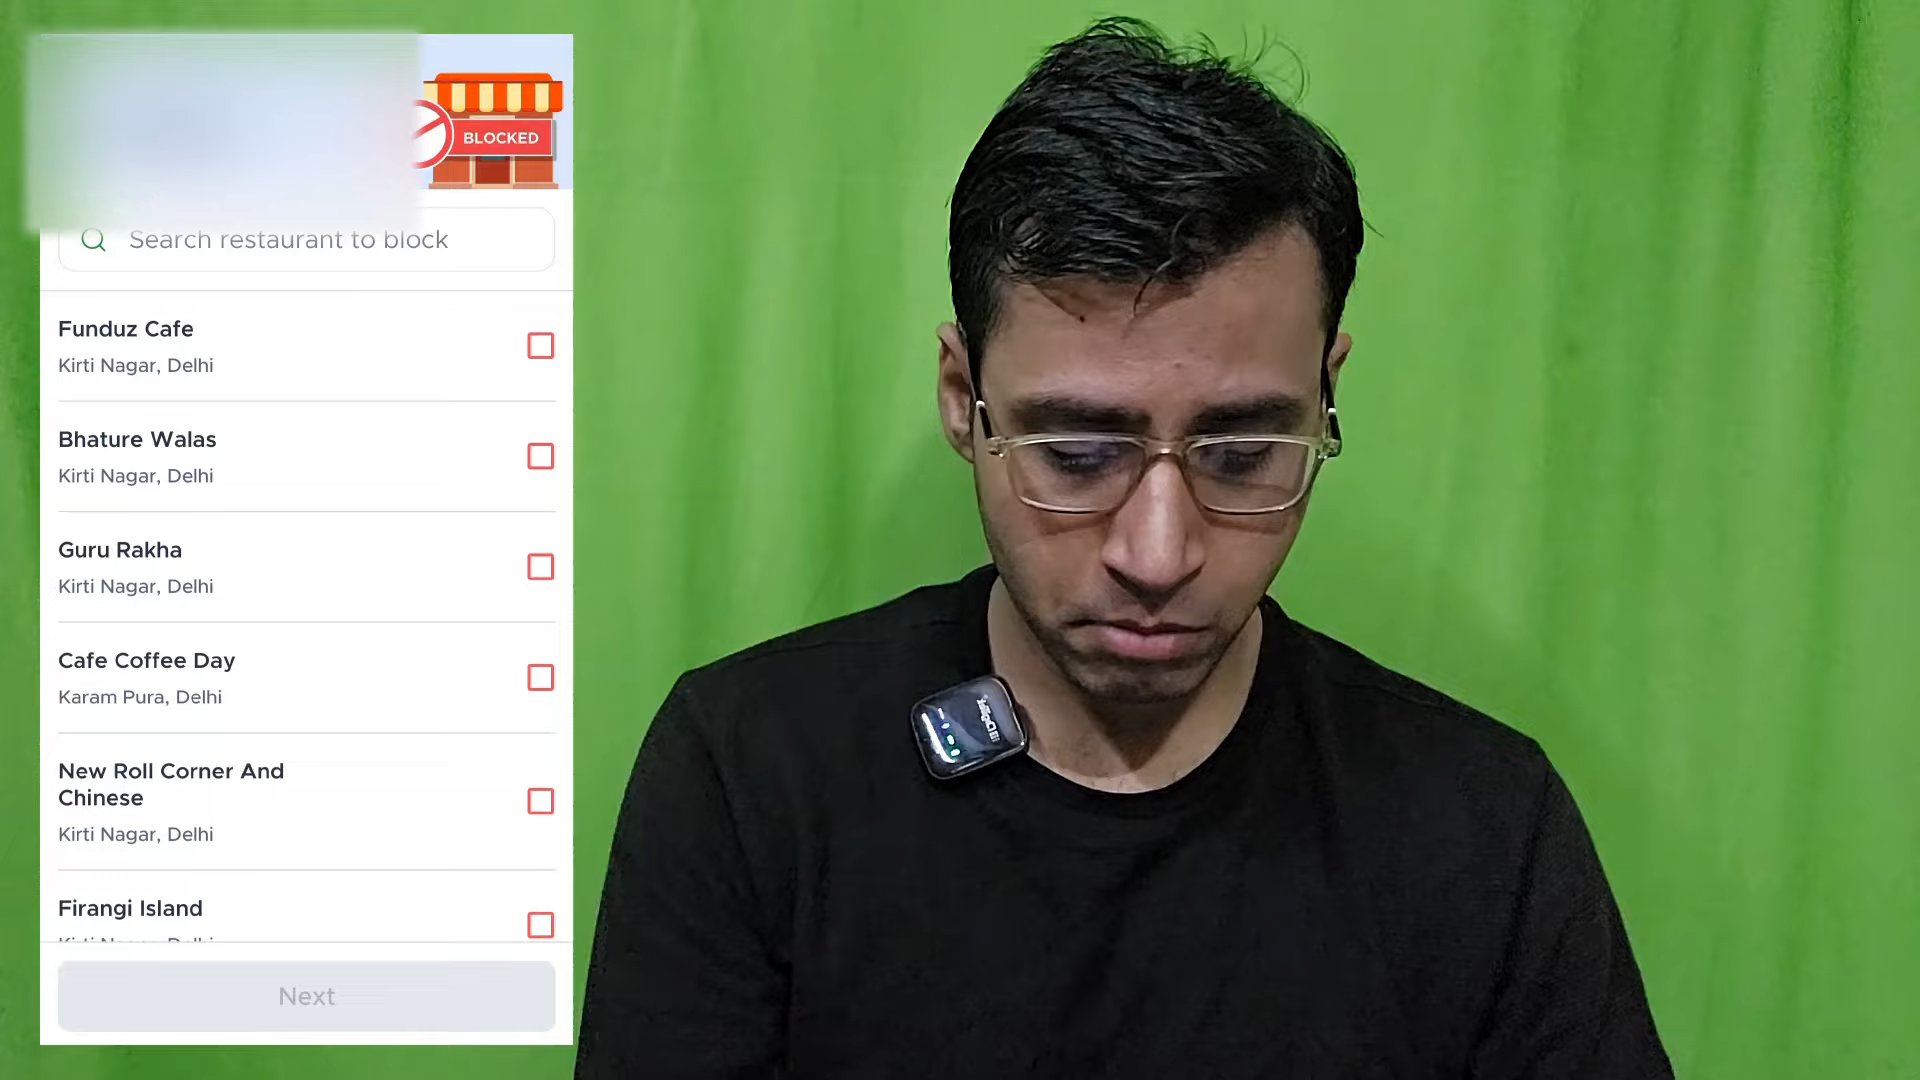 BLOCKED
Search restaurant to block
Funduz Cafe
Kirti Nagar, Delhi
Bhature Walas
Kirti Nagar, Delhi
Guru Rakha
Kirti Nagar, Delhi
Cafe Coffee Day
Karam Pura, Delhi
New Roll Corner And
Chinese
Kirti Nagar, Delhi
Firangi Island
Next